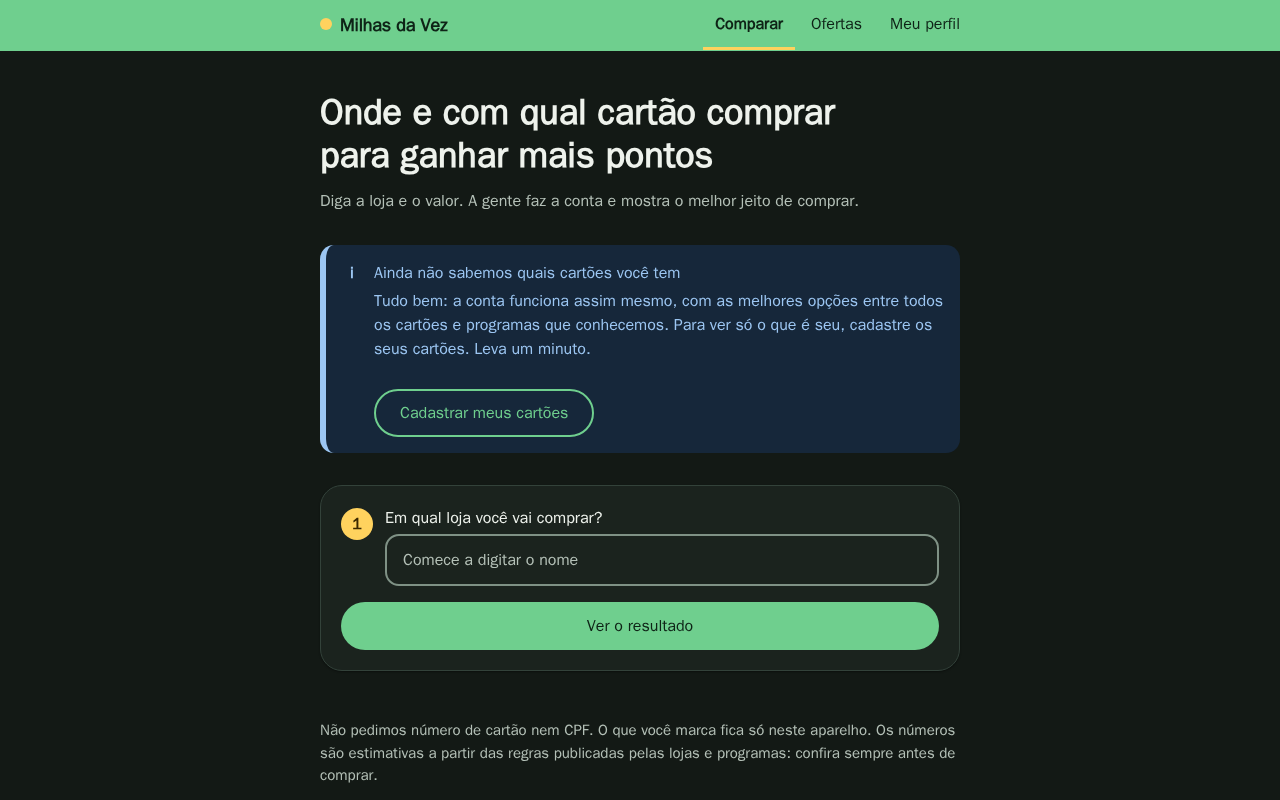 Milhas da Vez
Comparar
Ofertas
Meu perfil
Onde e com qual cartão comprar
para ganhar mais pontos
Diga a loja e o valor. A gente faz a conta e mostra o melhor jeito de comprar.
i
Ainda não sabemos quais cartões você tem
Tudo bem: a conta funciona assim mesmo, com as melhores opções entre todos
os cartões e programas que conhecemos. Para ver só o que é seu, cadastre os
seus cartões. Leva um minuto.
Cadastrar meus cartões
1
Em qual loja você vai comprar?
Comece a digitar o nome
Ver o resultado
Não pedimos número de cartão nem CPF. O que você marca fica só neste aparelho. Os números
são estimativas a partir das regras publicadas pelas lojas e programas: confira sempre antes de
comprar.